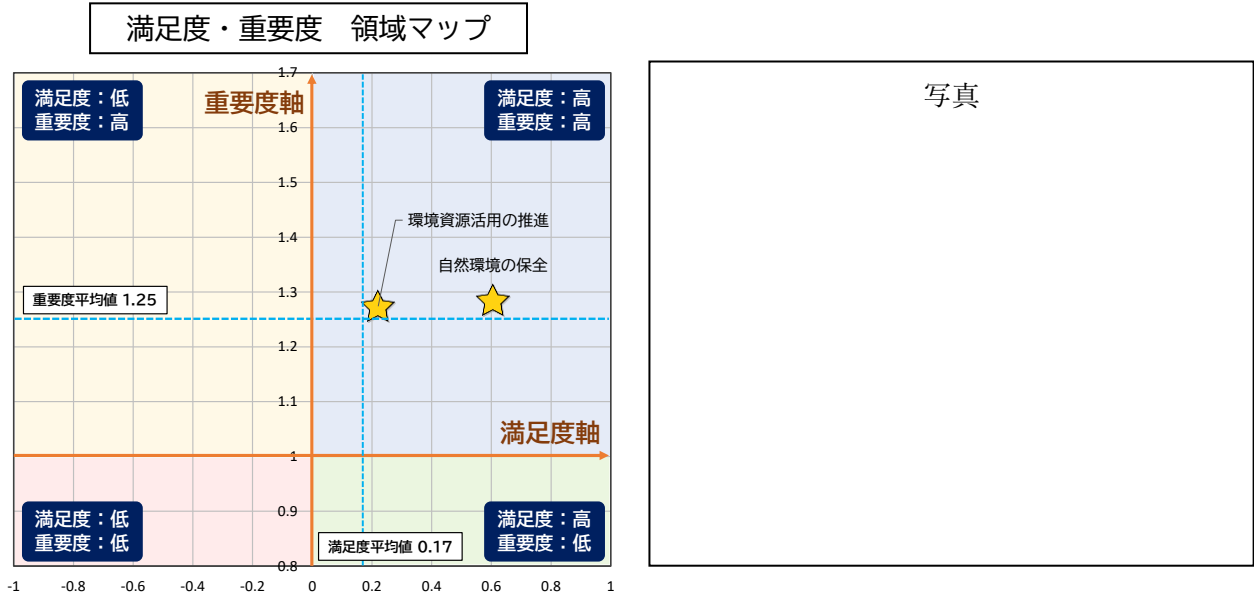 満足度・重要度　領域マップ
満足度：低
重要度：高
重要度軸
満足度：高
重要度：高
写真
1.7
1.6
1.5
1.4
1.3
1.2
1.1
1
0.9
0.8
環境資源活用の推進
自然環境の保全
重要度平均値 1.25
満足度軸
満足度：低
重要度：低
満足度平均値 0.17
満足度：高
重要度：低
-1 -0.8 -0.6 -0.4 -0.2 0 0.2 0.4 0.6 0.8 1